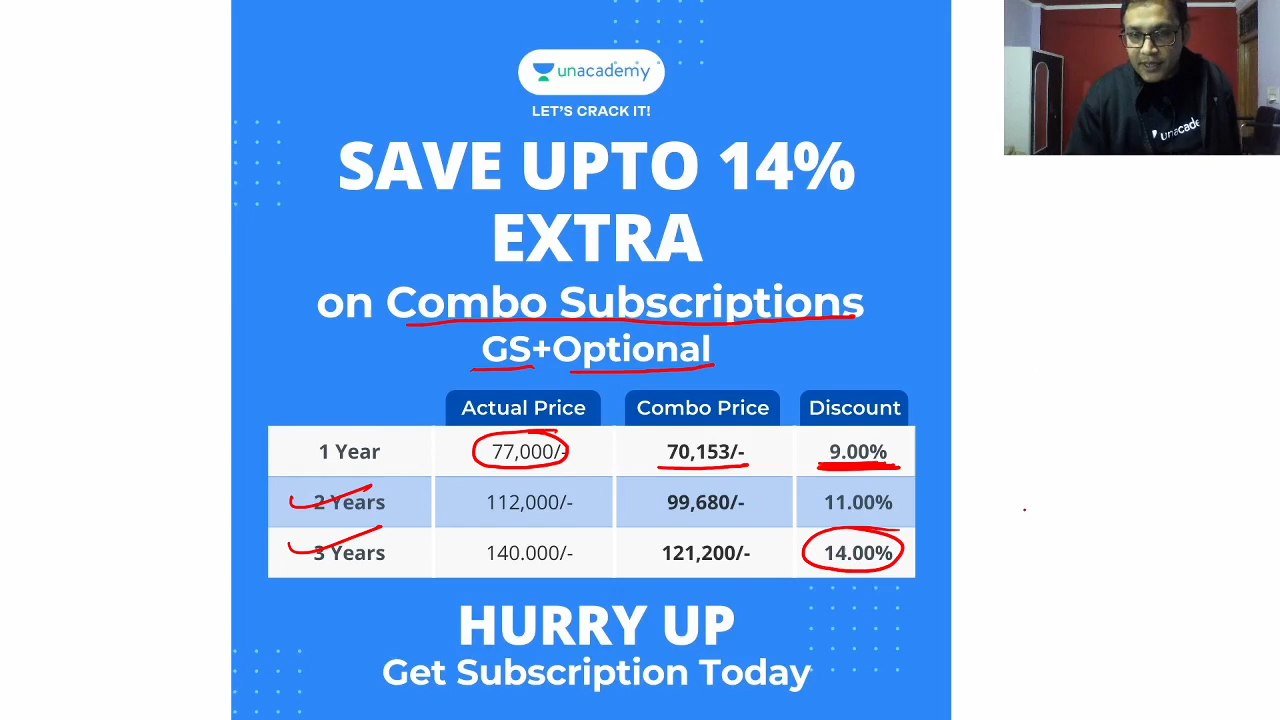 unacademy
LET'S CRACK IT!
SAVE UPTO 14%
EXTRA
on Combo Subscriptions
GS+Optional
Actual Price Combo Price Discount
1 Year 77,000/- 70,153/- 9.00%
2 Years 112,000/- 99,680/- 11.00%
3 Years 140.000/- 121,200/- 14.00%
HURRY UP
Get Subscription Today
unacade